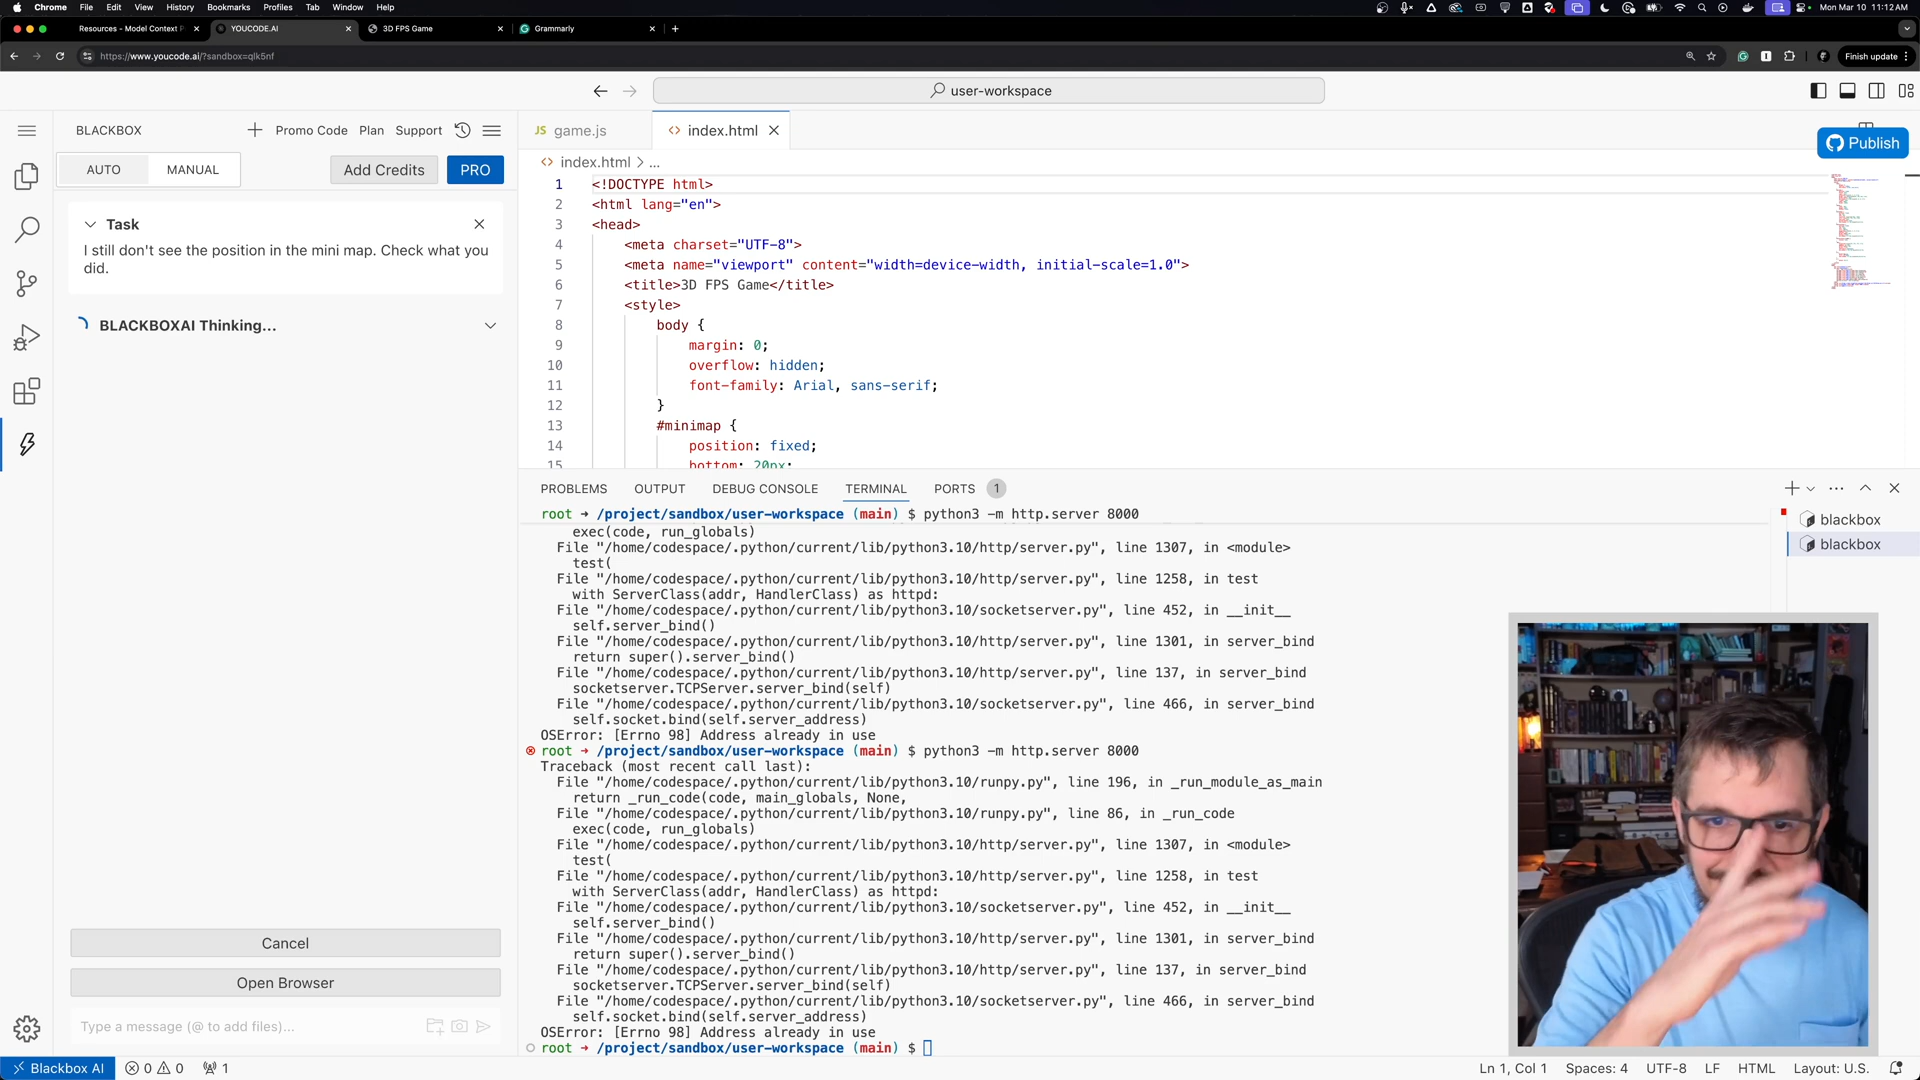 Chrome File Edit View History Bookmarks Profiles Tab Window Help
Mon Mar 10 11:12 AM
Resources - Model Context P
YOUCODE.AI
3D FPS Game
Grammarly
https://www.youcode.ai/?sandbox=qlk5nf
Finish update
user-workspace
BLACKBOX
Promo Code Plan Support
JS game.js
<> index.html
Publish
AUTO MANUAL
Add Credits
PRO
<> index.html > ...
Task
I still don't see the position in the mini map. Check what you
did.
BLACKBOXAI Thinking...
1 <!DOCTYPE html>
2 <html lang="en">
3 <head>
4 <meta charset="UTF-8">
5 <meta name="viewport" content="width=device-width, initial-scale=1.0">
6 <title>3D FPS Game</title>
7 <style>
8 body {
9 margin: 0;
10 overflow: hidden;
11 font-family: Arial, sans-serif;
12 }
13 #minimap {
14 position: fixed;
15 bottom: 20px;
PROBLEMS OUTPUT DEBUG CONSOLE TERMINAL PORTS 1
root → /project/sandbox/user-workspace (main) $ python3 -m http.server 8000
exec(code, run_globals)
File "/home/codespace/.python/current/lib/python3.10/http/server.py", line 1307, in <module>
test(
File "/home/codespace/.python/current/lib/python3.10/http/server.py", line 1258, in test
with ServerClass(addr, HandlerClass) as httpd:
File "/home/codespace/.python/current/lib/python3.10/socketserver.py", line 452, in __init__
self.server_bind()
File "/home/codespace/.python/current/lib/python3.10/http/server.py", line 1301, in server_bind
return super().server_bind()
File "/home/codespace/.python/current/lib/python3.10/http/server.py", line 137, in server_bind
socketserver.TCPServer.server_bind(self)
File "/home/codespace/.python/current/lib/python3.10/socketserver.py", line 466, in server_bind
self.socket.bind(self.server_address)
OSError: [Errno 98] Address already in use
root → /project/sandbox/user-workspace (main) $ python3 -m http.server 8000
Traceback (most recent call last):
File "/home/codespace/.python/current/lib/python3.10/runpy.py", line 196, in _run_module_as_main
return _run_code(code, main_globals, None,
File "/home/codespace/.python/current/lib/python3.10/runpy.py", line 86, in _run_code
exec(code, run_globals)
File "/home/codespace/.python/current/lib/python3.10/http/server.py", line 1307, in <module>
test(
File "/home/codespace/.python/current/lib/python3.10/http/server.py", line 1258, in test
with ServerClass(addr, HandlerClass) as httpd:
File "/home/codespace/.python/current/lib/python3.10/socketserver.py", line 452, in __init__
self.server_bind()
File "/home/codespace/.python/current/lib/python3.10/http/server.py", line 1301, in server_bind
return super().server_bind()
File "/home/codespace/.python/current/lib/python3.10/http/server.py", line 137, in server_bind
socketserver.TCPServer.server_bind(self)
File "/home/codespace/.python/current/lib/python3.10/socketserver.py", line 466, in server_bind
self.socket.bind(self.server_address)
OSError: [Errno 98] Address already in use
root → /project/sandbox/user-workspace (main) $
blackbox
blackbox
Cancel
Open Browser
Type a message (@ to add files)...
Blackbox AI 0 0 1
Ln 1, Col 1 Spaces: 4 UTF-8 LF HTML Layout: U.S.